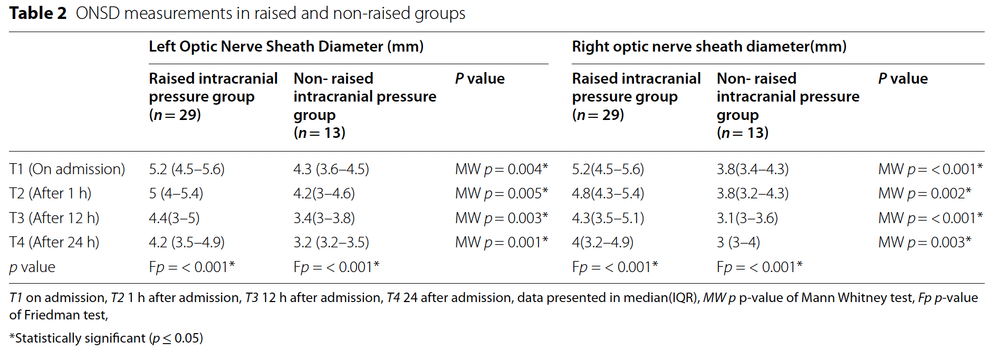 Table 2 ONSD measurements in raised and non-raised groups
Left Optic Nerve Sheath Diameter (mm) Right optic nerve sheath diameter(mm)
Raised intracranial pressure group (n = 29) Non- raised intracranial pressure group (n = 13) P value Raised intracranial pressure group (n = 29) Non- raised intracranial pressure group (n = 13) P value
T1 (On admission) 5.2 (4.5–5.6) 4.3 (3.6–4.5) MW p = 0.004* 5.2(4.5–5.6) 3.8(3.4–4.3) MW p = < 0.001*
T2 (After 1 h) 5 (4–5.4) 4.2(3–4.6) MW p = 0.005* 4.8(4.3–5.4) 3.8(3.2–4.3) MW p = 0.002*
T3 (After 12 h) 4.4(3–5) 3.4(3–3.8) MW p = 0.003* 4.3(3.5–5.1) 3.1(3–3.6) MW p = < 0.001*
T4 (After 24 h) 4.2 (3.5–4.9) 3.2 (3.2–3.5) MW p = 0.001* 4(3.2–4.9) 3 (3–4) MW p = 0.003*
p value Fp = < 0.001* Fp = < 0.001* Fp = < 0.001* Fp = < 0.001*
T1 on admission, T2 1 h after admission, T3 12 h after admission, T4 24 after admission, data presented in median(IQR), MW p p-value of Mann Whitney test, Fp p-value
of Friedman test,
*Statistically significant (p ≤ 0.05)